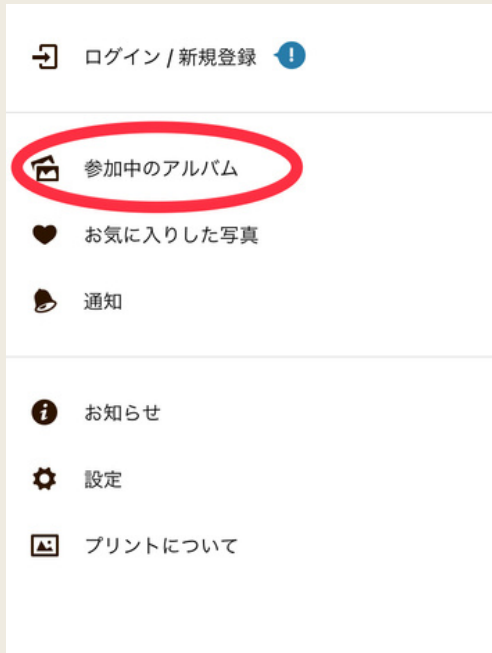 ログイン / 新規登録
参加中のアルバム
お気に入りした写真
通知
お知らせ
設定
プリントについて